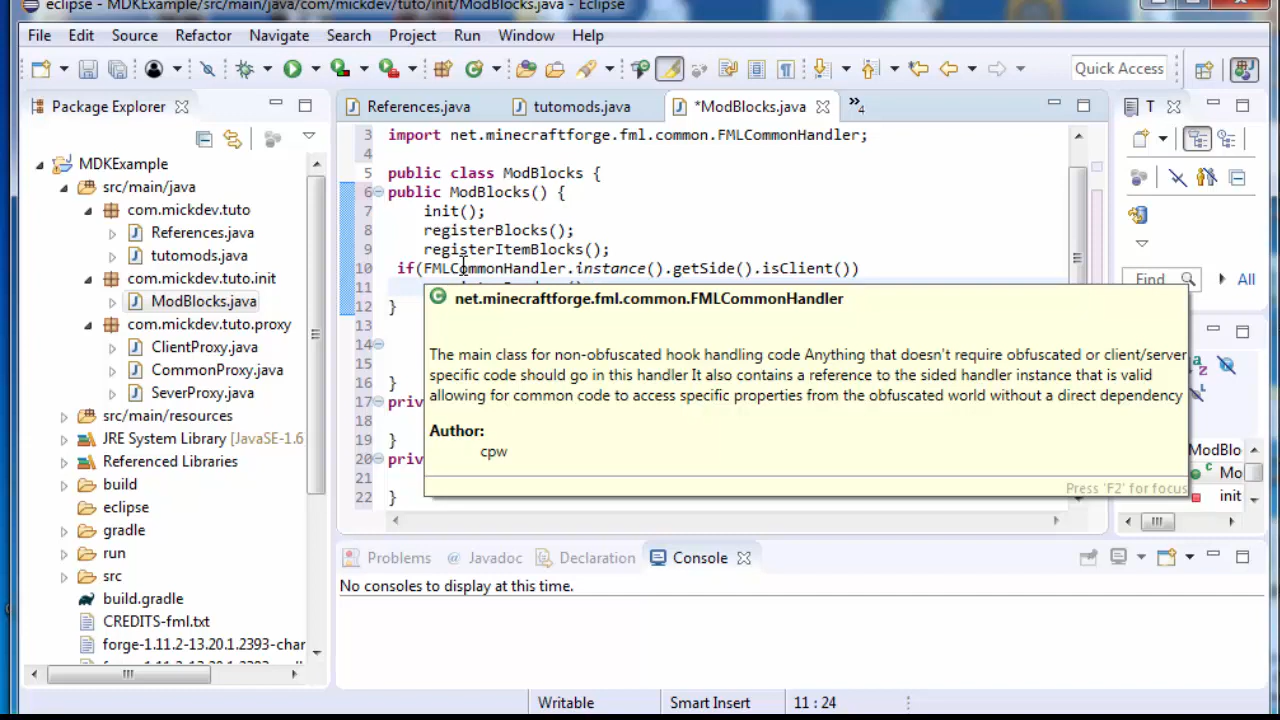 eclipse - MDKExample/src/main/java/com/mickdev/tuto/init/ModBlocks.java - Eclipse
File Edit Source Refactor Navigate Search Project Run Window Help
Quick Access
Package Explorer
References.java
tutomods.java
*ModBlocks.java
4
T
MDKExample
src/main/java
com.mickdev.tuto
References.java
tutomods.java
com.mickdev.tuto.init
ModBlocks.java
com.mickdev.tuto.proxy
ClientProxy.java
CommonProxy.java
SeverProxy.java
src/main/resources
JRE System Library [JavaSE-1.6
Referenced Libraries
build
eclipse
gradle
run
src
build.gradle
CREDITS-fml.txt
forge-1.11.2-13.20.1.2393-char
3 import net.minecraftforge.fml.common.FMLCommonHandler;
4
5 public class ModBlocks {
6 public ModBlocks() {
7 init();
8 registerBlocks();
9 registerItemBlocks();
10 if(FMLCommonHandler.instance().getSide().isClient())
11
12 }
13
14
15
16 }
17 priv
18
19 }
20 priv
21
22 }
net.minecraftforge.fml.common.FMLCommonHandler
The main class for non-obfuscated hook handling code Anything that doesn't require obfuscated or client/server
specific code should go in this handler It also contains a reference to the sided handler instance that is valid
allowing for common code to access specific properties from the obfuscated world without a direct dependency
Author:
cpw
Press 'F2' for focus
Find
All
ModBlo
Mo
init
Problems
Javadoc
Declaration
Console
No consoles to display at this time.
Writable
Smart Insert
11 : 24